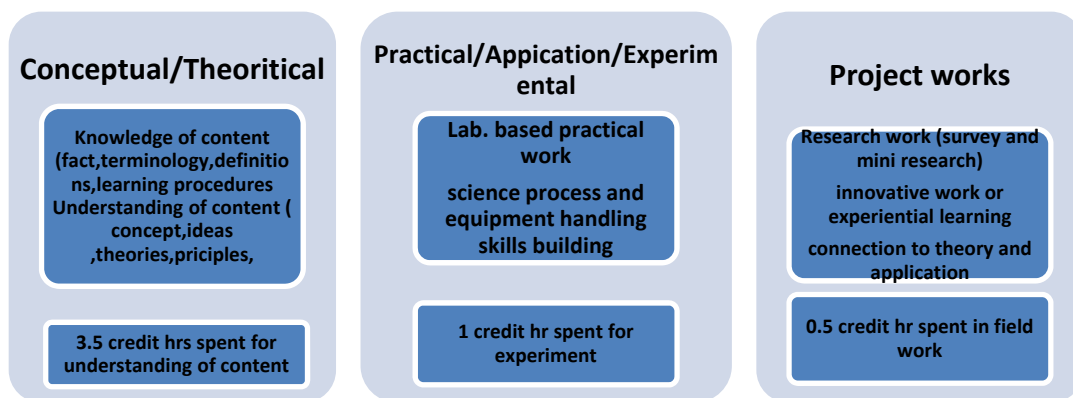 Conceptual/Theoritical
Knowledge of content
(fact,terminology,definitio
ns,learning procedures
Understanding of content (
concept,ideas
,theories,priciples,
3.5 credit hrs spent for
understanding of content
Practical/Appication/Experim
ental
Lab. based practical
work
science process and
equipment handling
skills building
1 credit hr spent for
experiment
Project works
Research work (survey and
mini research)
innovative work or
experiential learning
connection to theory and
application
0.5 credit hr spent in field
work